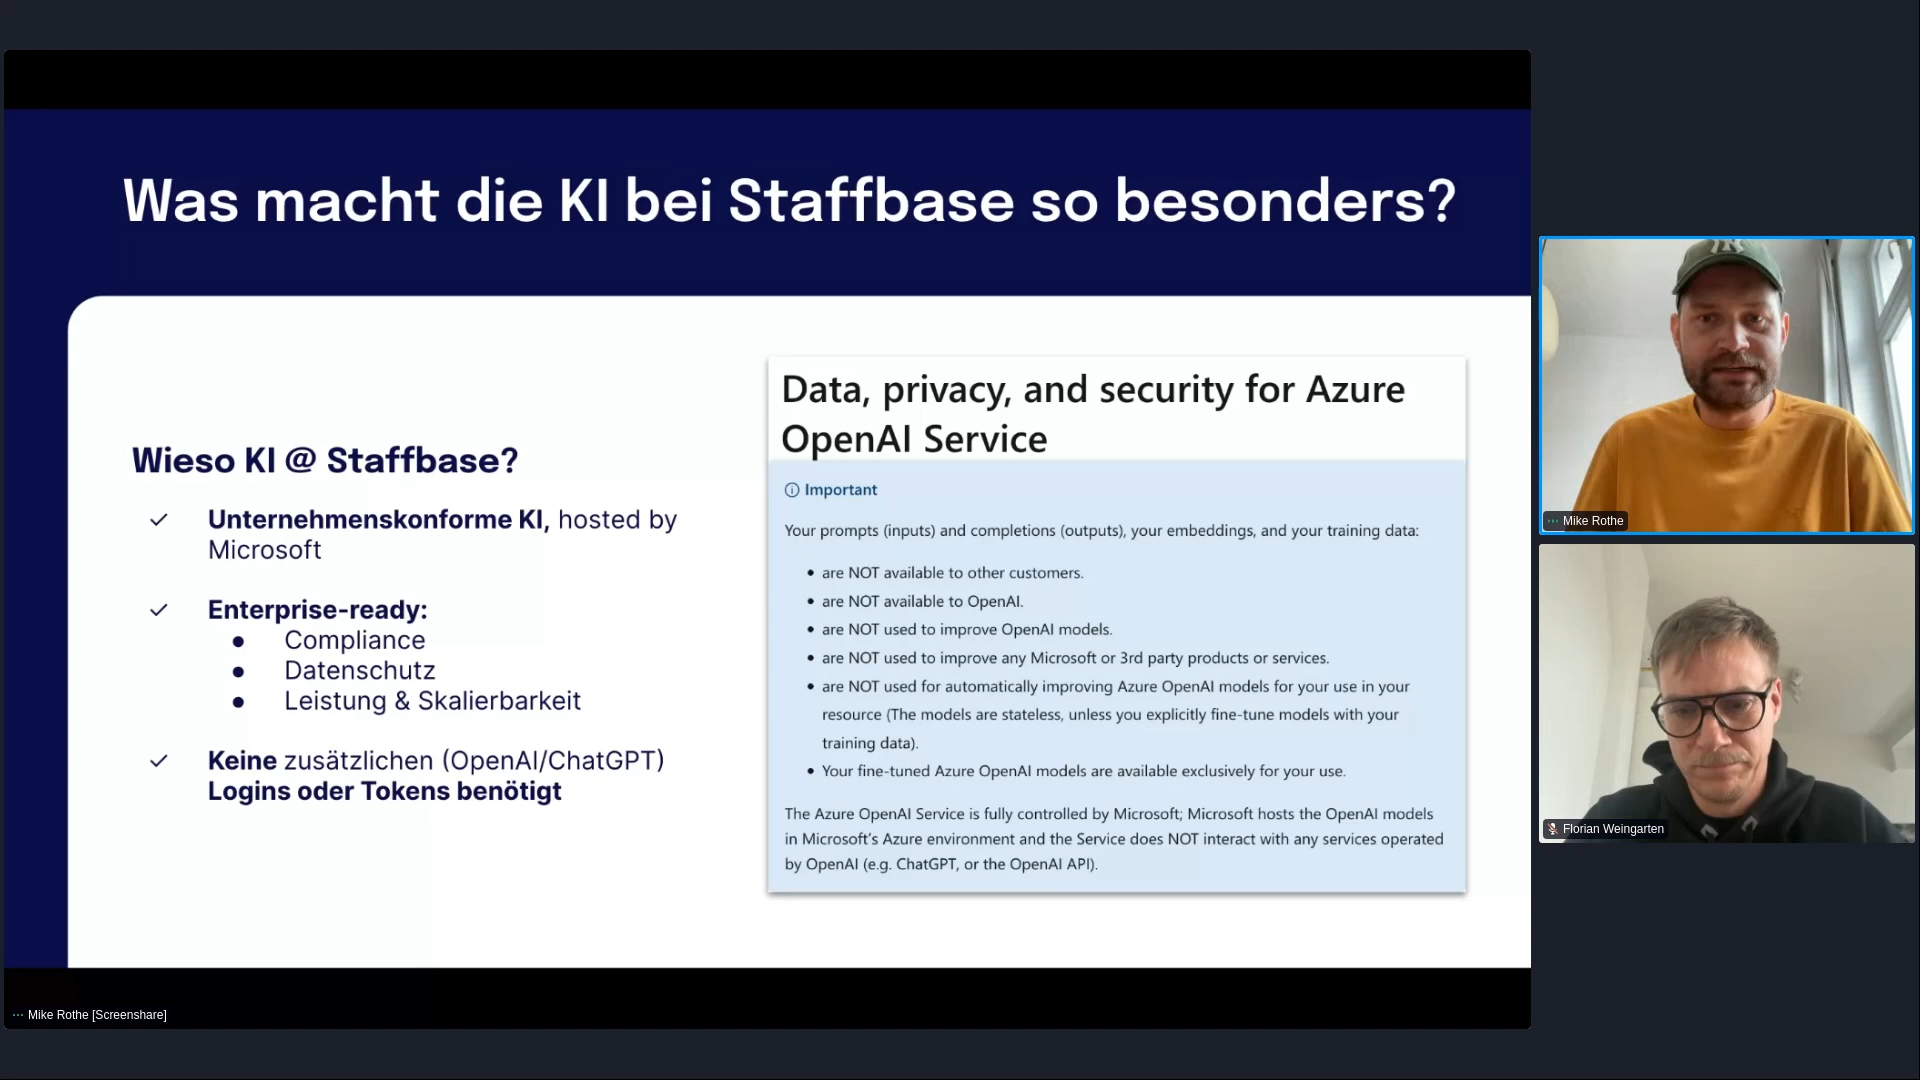 Was macht die KI bei Staffbase so besonders?
Wieso KI @ Staffbase?
Unternehmenskonforme KI, hosted by
Microsoft
Enterprise-ready:
Compliance
Datenschutz
Leistung & Skalierbarkeit
Keine zusätzlichen (OpenAI/ChatGPT)
Logins oder Tokens benötigt
Data, privacy, and security for Azure
OpenAI Service
Important
Your prompts (inputs) and completions (outputs), your embeddings, and your training data:
• are NOT available to other customers.
• are NOT available to OpenAI.
• are NOT used to improve OpenAI models.
• are NOT used to improve any Microsoft or 3rd party products or services.
• are NOT used for automatically improving Azure OpenAI models for your use in your
resource (The models are stateless, unless you explicitly fine-tune models with your
training data).
• Your fine-tuned Azure OpenAI models are available exclusively for your use.
The Azure OpenAI Service is fully controlled by Microsoft; Microsoft hosts the OpenAI models
in Microsoft's Azure environment and the Service does NOT interact with any services operated
by OpenAI (e.g. ChatGPT, or the OpenAI API).
Mike Rothe [Screenshare]
Mike Rothe
Florian Weingarten